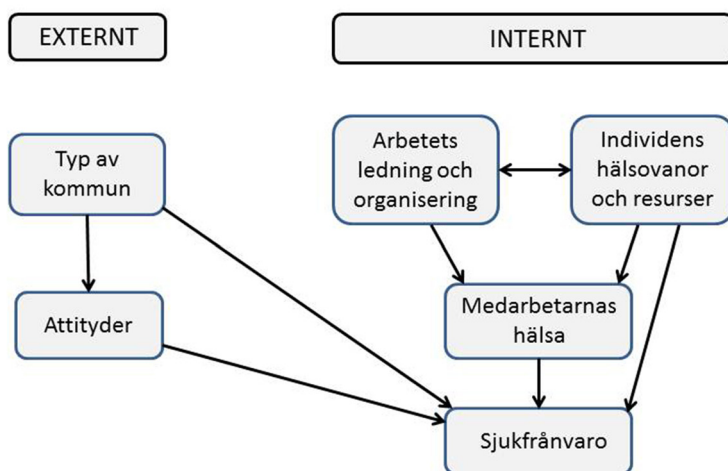 EXTERNT
INTERNT
Typ av
kommun
Attityder
Arbetets
ledning och
organisering
Individens
hälsovanor
och resurser
Medarbetarnas
hälsa
Sjukfrånvaro